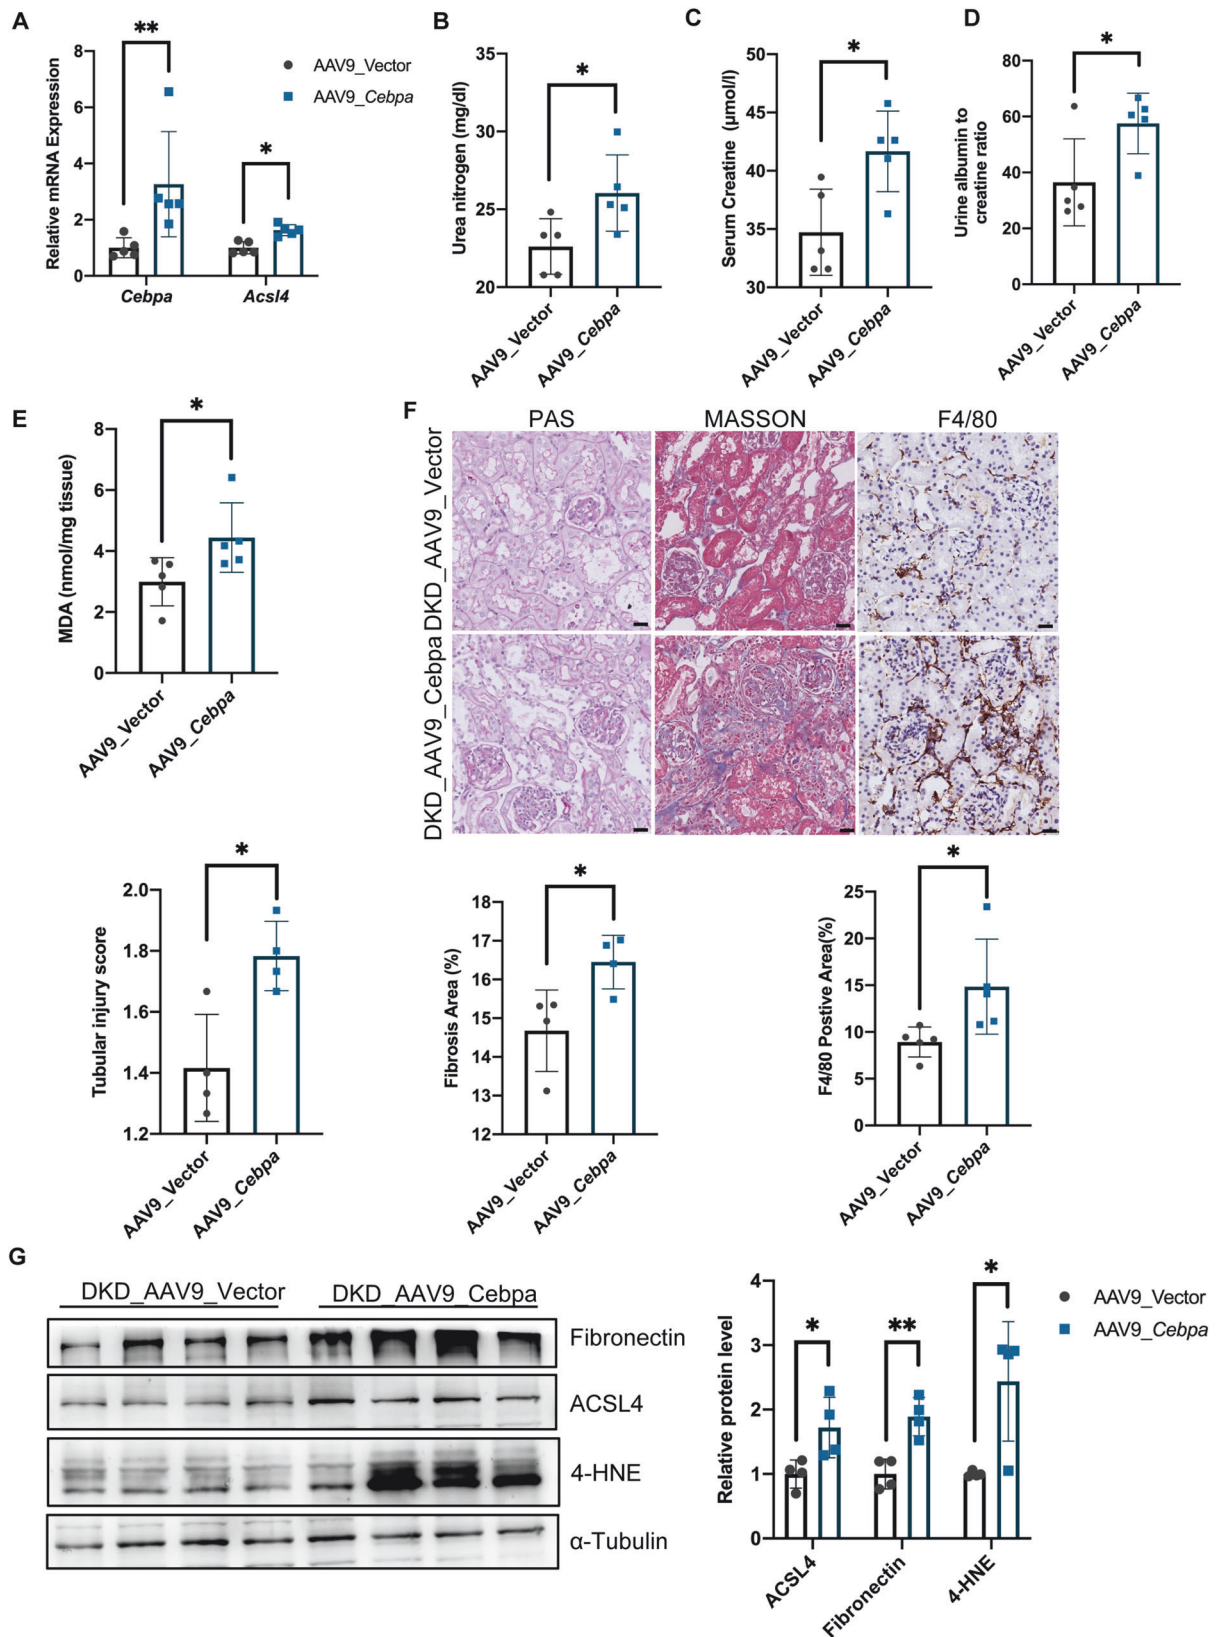 A
Relative mRNA Expression
8
6
4
2
0
**
*
Cebpa
Acsl4
AAV9_Vector
AAV9_Cebpa
B
Urea nitrogen (mg/dl)
35
30
25
20
*
AAV9_Vector
AAV9_Cebpa
C
Serum Creatine (μmol/l)
50
45
40
35
30
*
AAV9_Vector
AAV9_Cebpa
D
Urine albumin to
creatine ratio
80
60
40
20
0
*
AAV9_Vector
AAV9_Cebpa
E
MDA (nmol/mg tissue)
8
6
4
2
0
*
AAV9_Vector
AAV9_Cebpa
F
PAS
MASSON
F4/80
DKD_AAV9_Vector
DKD_AAV9_Cebpa
Tubular injury score
2.0
1.8
1.6
1.4
1.2
*
AAV9_Vector
AAV9_Cebpa
Fibrosis Area (%)
18
17
16
15
14
13
12
*
AAV9_Vector
AAV9_Cebpa
F4/80 Postive Area(%)
25
20
15
10
5
0
*
AAV9_Vector
AAV9_Cebpa
G
DKD_AAV9_Vector
DKD_AAV9_Cebpa
Fibronectin
ACSL4
4-HNE
α-Tubulin
Relative protein level
4
3
2
1
0
*
**
*
ACSL4
Fibronectin
4-HNE
AAV9_Vector
AAV9_Cebpa